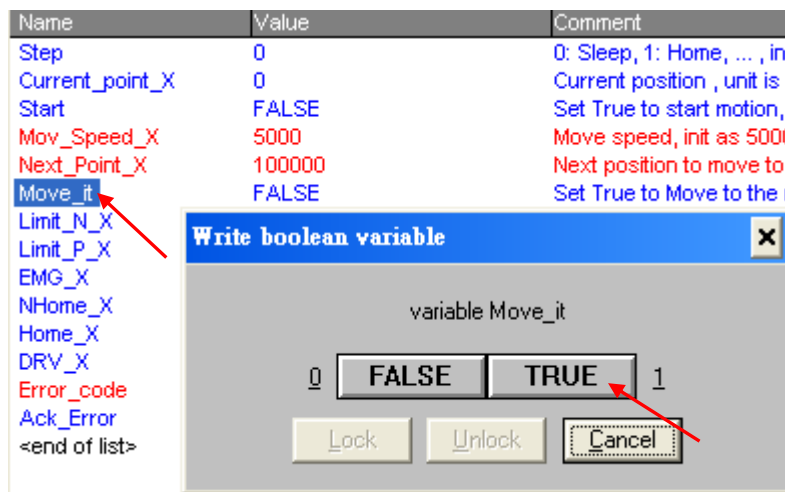 Name Value Comment
Step 0 0: Sleep, 1: Home, ... , in
Current_point_X 0 Current position , unit is
Start FALSE Set True to start motion,
Mov_Speed_X 5000 Move speed, init as 500
Next_Point_X 100000 Next position to move to
Move_it FALSE Set True to Move to the
Limit_N_X
Limit_P_X
EMG_X
NHome_X
Home_X
DRV_X
Error_code
Ack_Error
<end of list>
Write boolean variable
variable Move_it
0 FALSE TRUE 1
Lock Unlock Cancel